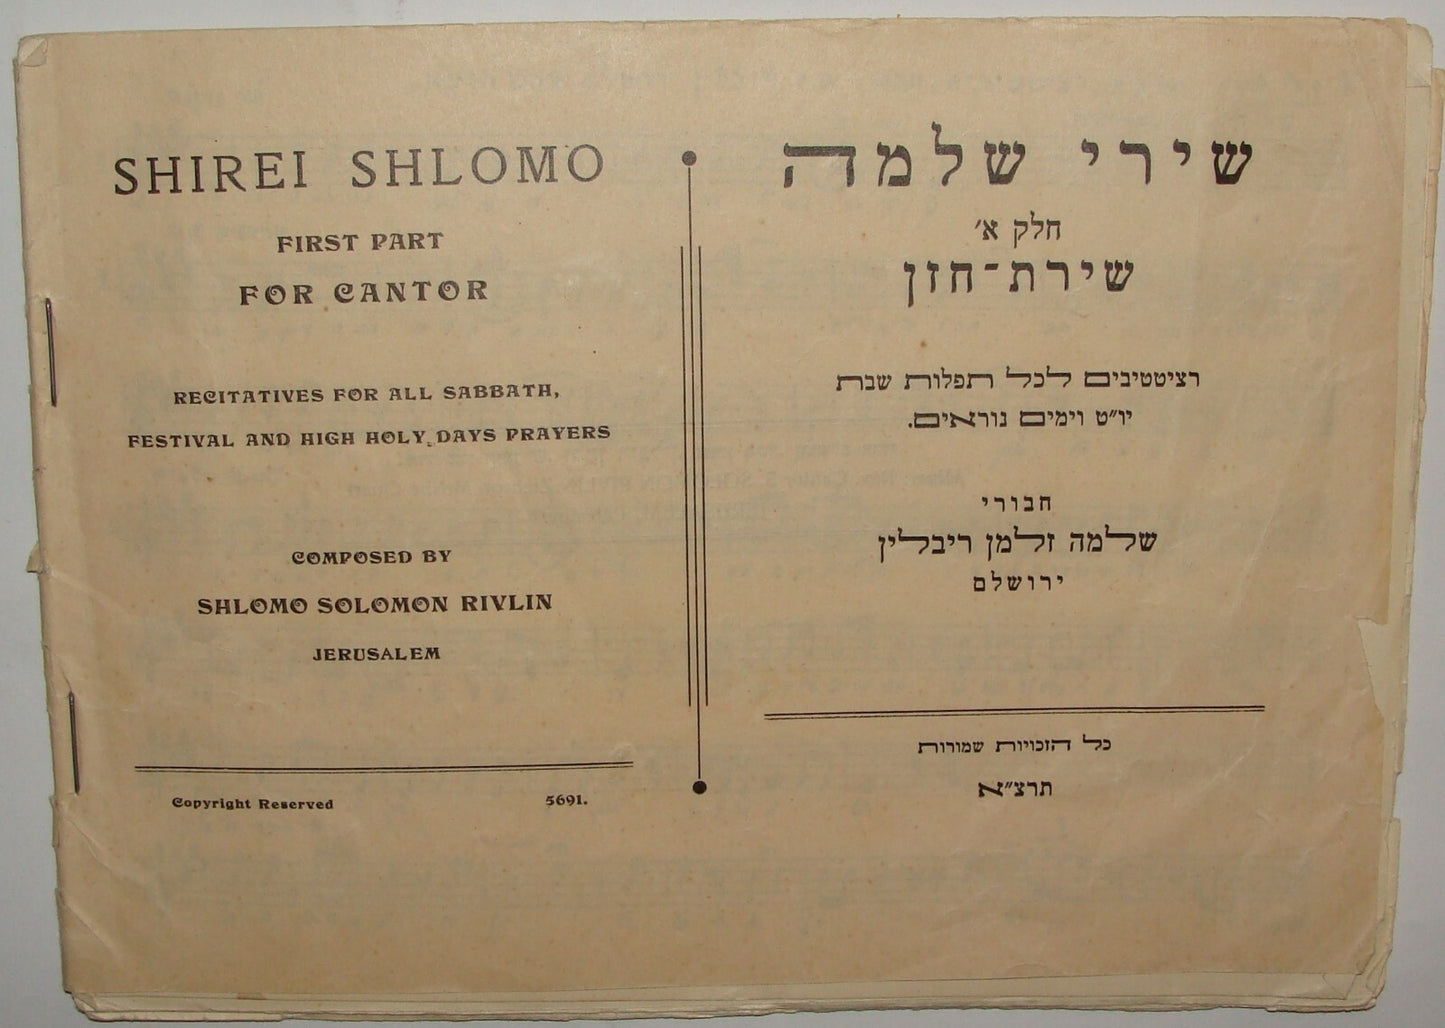 SHIREI SHLOMO
FIRST PART
FOR CANTOR
RECITATIVES FOR ALL SABBATH,
FESTIVAL AND HIGH HOLY DAYS PRAYERS
COMPOSED BY
SHLOMO SOLOMON RIVLIN
JERUSALEM
Copyright Reserved 5691.
שירי שלמה
חלק א׳
שירת־חזן
רציטטיבים לכל תפלות שבת
יו״ט וימים נוראים.
חבורי
שלמה זלמן ריבלין
ירושלם
כל הזכויות שמורות
תרצ״א